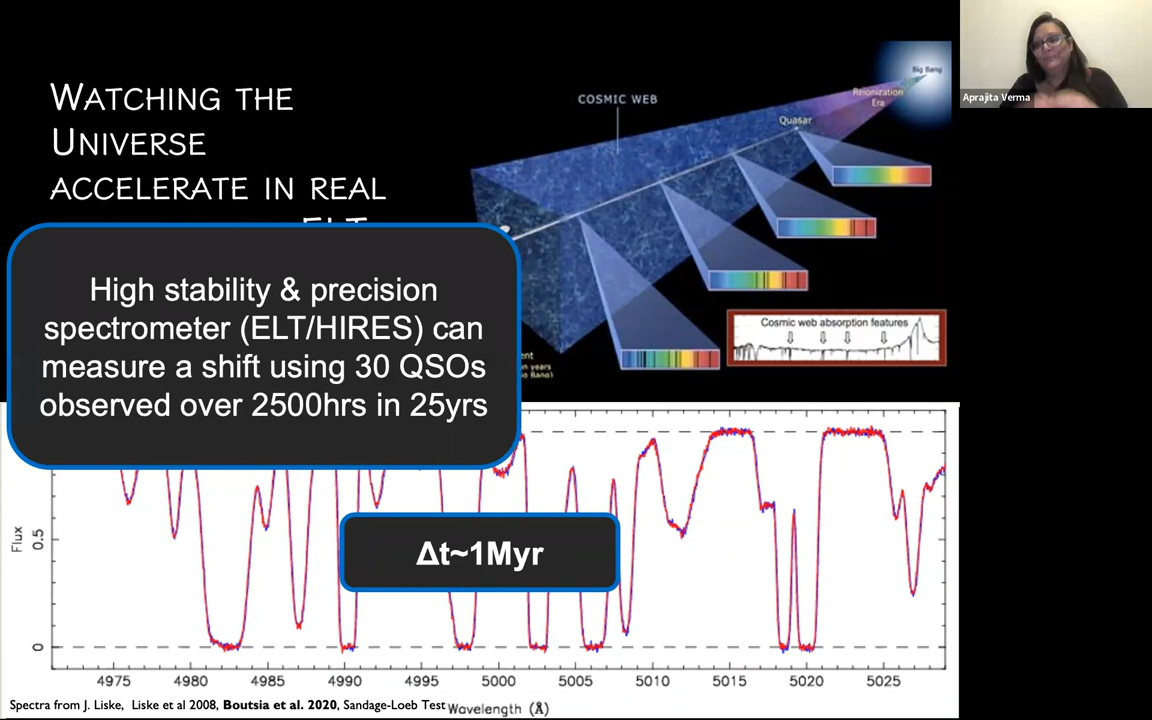 WATCHING THE
UNIVERSE
ACCELERATE IN REAL
ELT
High stability & precision
spectrometer (ELT/HIRES) can
measure a shift using 30 QSOs
observed over 2500hrs in 25yrs
COSMIC WEB
Big Bang
Reionization
Era
Quasar
Cosmic web absorption features
Aprajita Verma
Δt~1Myr
Flux
0.5
0
4975 4980 4985 4990 4995 5000 5005 5010 5015 5020 5025
Wavelength (Å)
Spectra from J. Liske, Liske et al 2008, Boutsia et al. 2020, Sandage-Loeb Test